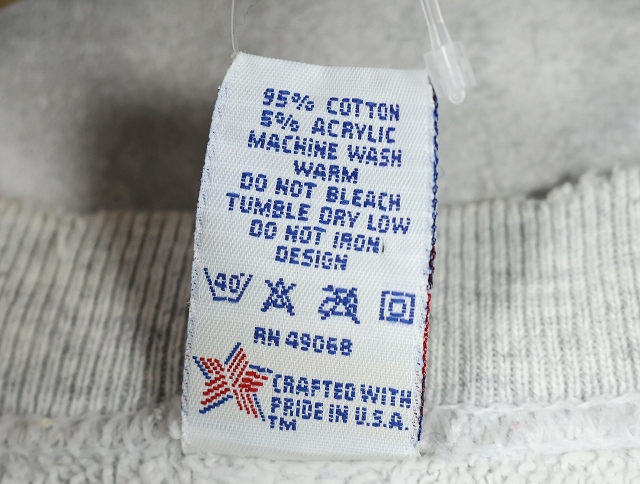 95% COTTON
5% ACRYLIC
MACHINE WASH
WARM
DO NOT BLEACH
TUMBLE DRY LOW
DO NOT IRON
DESIGN
40
RN 49068
CRAFTED WITH
PRIDE IN U.S.A.
TM